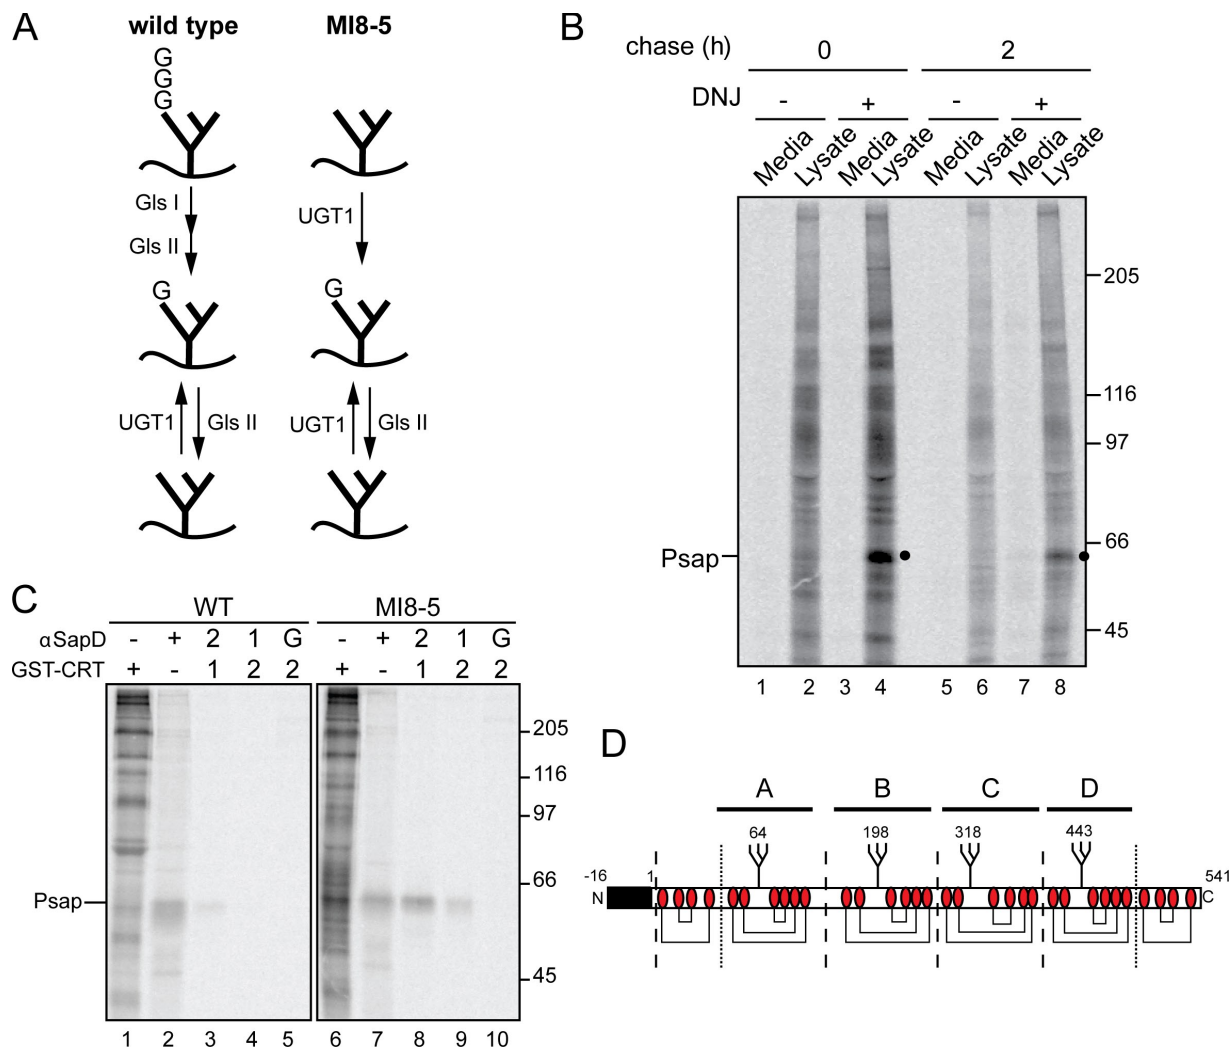 A
wild type
MI8-5
G
G
G
Gls I
UGT1
Gls II
G
G
UGT1
Gls II
UGT1
Gls II
B
chase (h)
0
2
DNJ
-
+
-
+
Media
Lysate
Media
Lysate
Media
Lysate
Media
Lysate
205
116
97
66
Psap
45
1 2 3 4 5 6 7 8
C
WT
MI8-5
αSapD
- + 2 1 G
- + 2 1 G
GST-CRT
+ - 1 2 2
+ - 1 2 2
205
116
97
66
Psap
45
1 2 3 4 5
6 7 8 9 10
D
A B C D
64 198 318 443
-16 1 541
N C